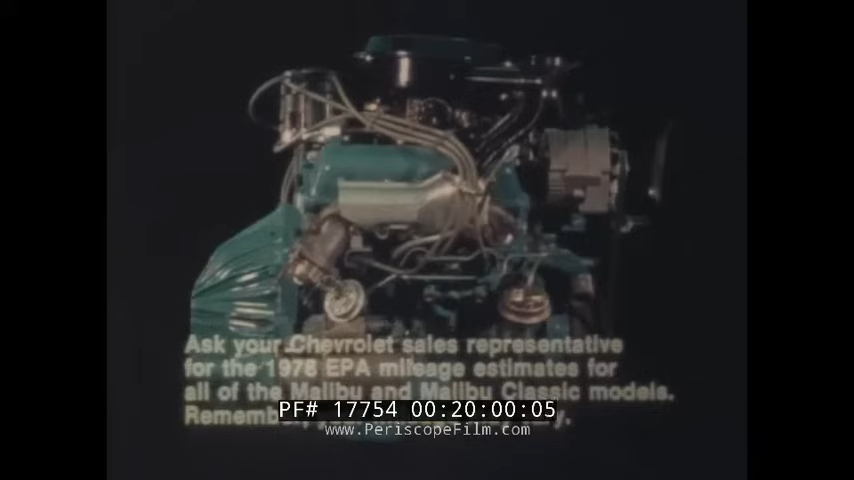 Ask your Chevrolet sales representative
for the 1978 EPA mileage estimates for
all of the Malibu and Malibu Classic models.
PF# 17754 00:20:00:05
www.PeriscopeFilm.com